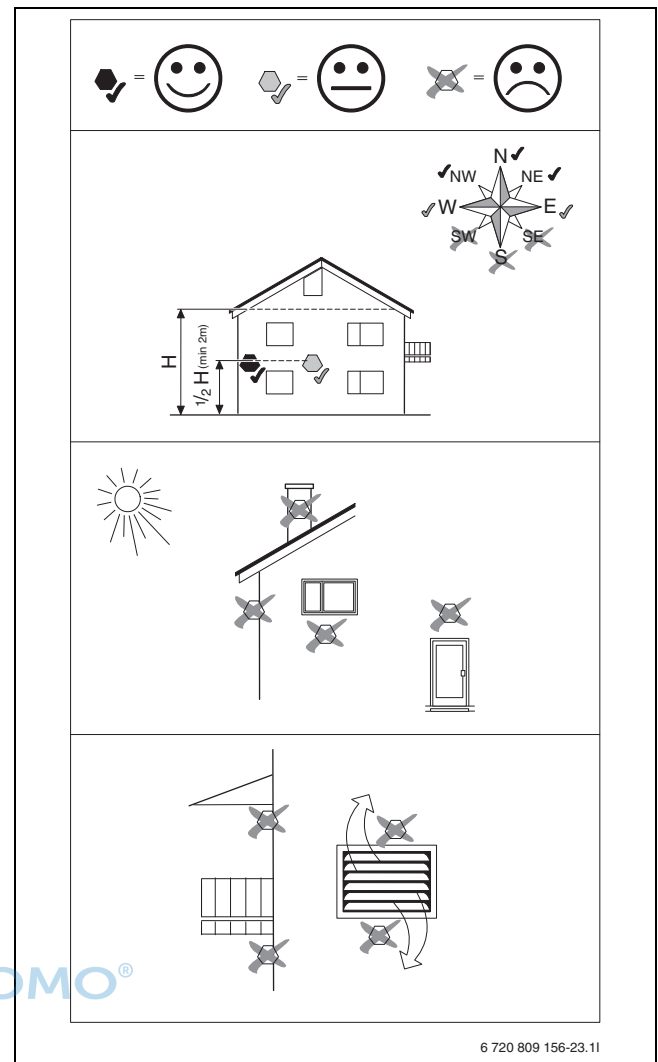 = = =
N
NW NE
W E
SW SE
S
H
1/2 H (min 2m)
OMO®
6 720 809 156-23.1I